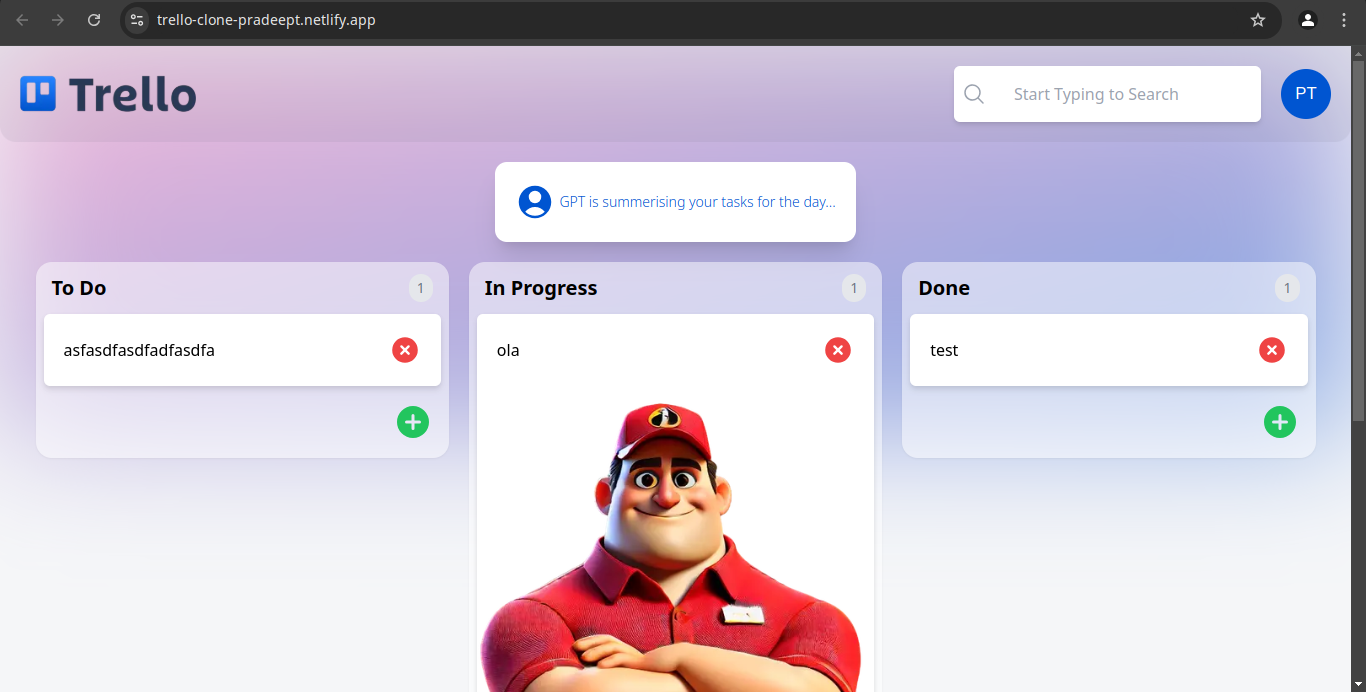 trello-clone-pradeept.netlify.app
Trello
Start Typing to Search
PT
GPT is summerising your tasks for the day...
To Do
1
asfasdfasdfadfasdfa
In Progress
1
ola
Done
1
test